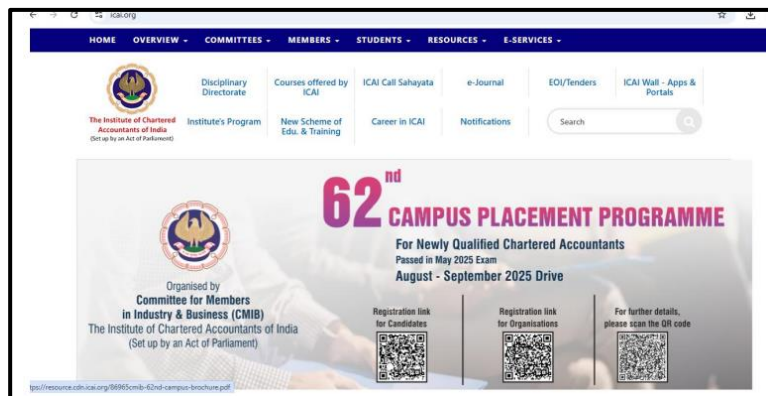 icai.org
HOME OVERVIEW COMMITTEES MEMBERS STUDENTS RESOURCES E-SERVICES
The Institute of Chartered
Accountants of India
(Set up by an Act of Parliament)
Disciplinary
Directorate
Courses offered by
ICAI
ICAI Call Sahayata
e-Journal
EOI/Tenders
ICAI Wall - Apps &
Portals
Institute's Program
New Scheme of
Edu. & Training
Career in ICAI
Notifications
Search
62nd CAMPUS PLACEMENT PROGRAMME
For Newly Qualified Chartered Accountants
Passed in May 2025 Exam
August - September 2025 Drive
Organised by
Committee for Members
in Industry & Business (CMIB)
The Institute of Chartered Accountants of India
(Set up by an Act of Parliament)
Registration link
for Candidates
Registration link
for Organisations
For further details,
please scan the QR code
tps://resource.cdn.icai.org/86965cmib-62nd-campus-brochure.pdf